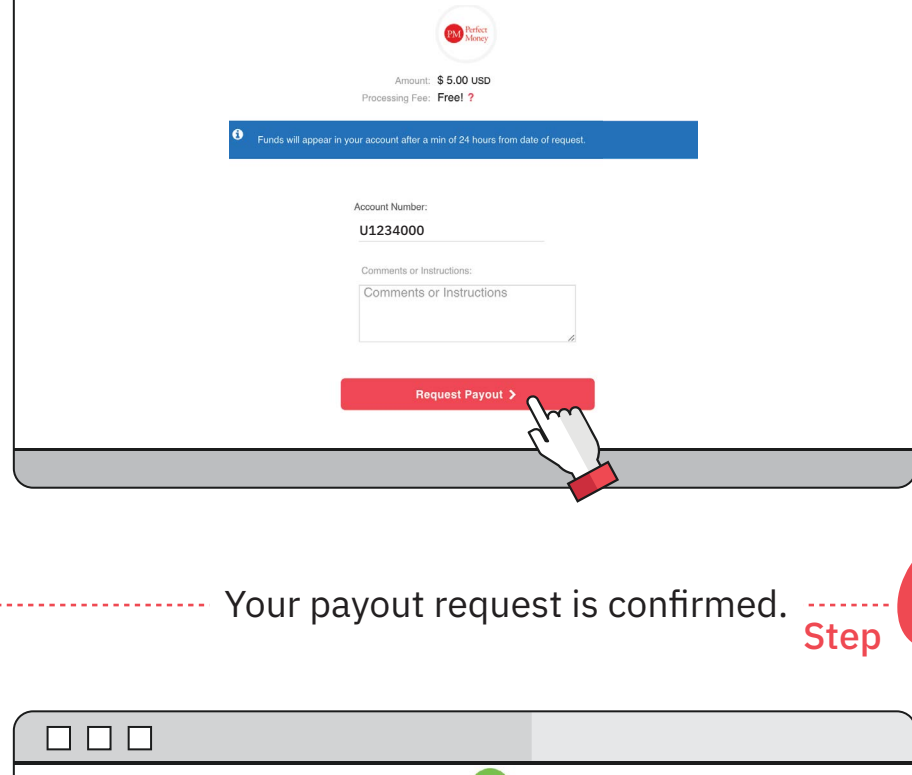 PM Perfect
Money
Amount: $ 5.00 USD
Processing Fee: Free! ?
Funds will appear in your account after a min of 24 hours from date of request.
Account Number:
U1234000
Comments or Instructions:
Comments or Instructions
Request Payout
Your payout request is confirmed.
Step